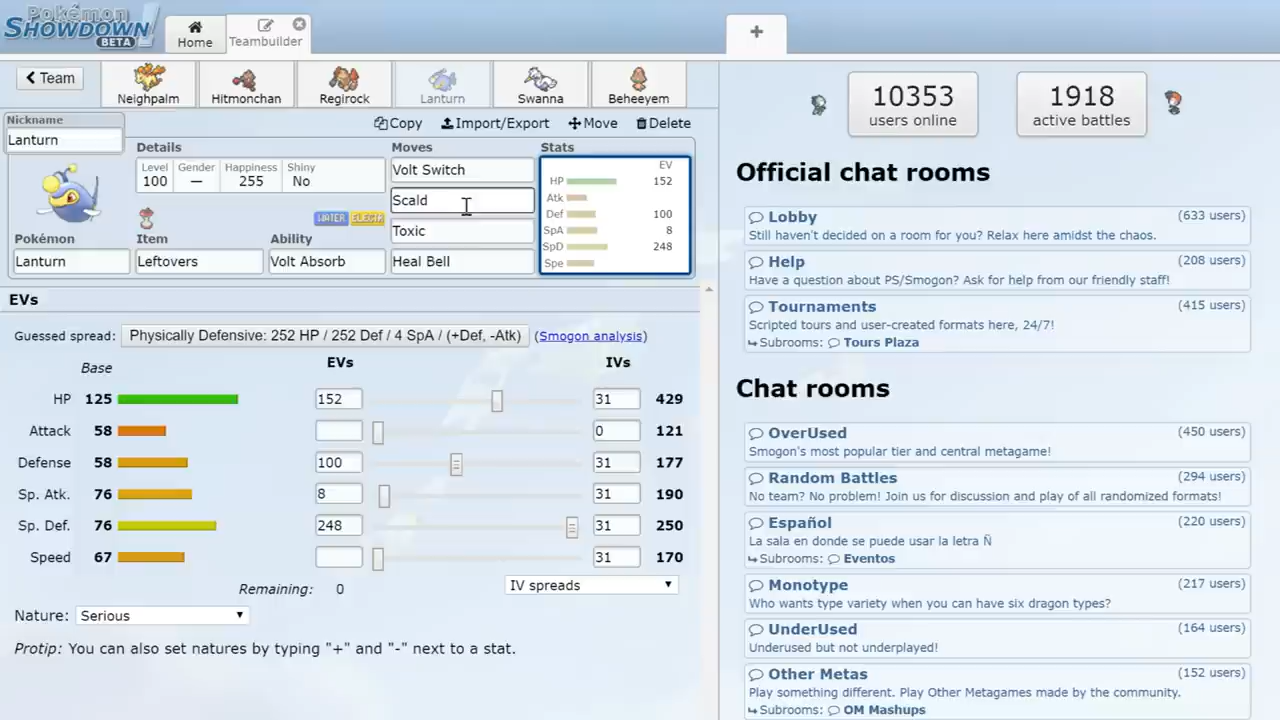 Pokémon
SHOWDOWN!
BETA
Home
Teambuilder
+
< Team
Neighpalm
Hitmonchan
Regirock
Lanturn
Swanna
Beheeyem
Copy
Import/Export
Move
Delete
Nickname
Lanturn
Details
Level
100
Gender
—
Happiness
255
Shiny
No
WATER
ELECTR
Pokémon
Lanturn
Item
Leftovers
Ability
Volt Absorb
Moves
Volt Switch
Scald
Toxic
Heal Bell
Stats
EV
HP 152
Atk
Def 100
SpA 8
SpD 248
Spe
EVs
Guessed spread: Physically Defensive: 252 HP / 252 Def / 4 SpA / (+Def, -Atk) (Smogon analysis)
Base EVs IVs
HP 125 152 31 429
Attack 58 0 121
Defense 58 100 31 177
Sp. Atk. 76 8 31 190
Sp. Def. 76 248 31 250
Speed 67 31 170
Remaining: 0
IV spreads
Nature: Serious
Protip: You can also set natures by typing "+" and "-" next to a stat.
10353
users online
1918
active battles
Official chat rooms
Lobby (633 users)
Still haven't decided on a room for you? Relax here amidst the chaos.
Help (208 users)
Have a question about PS/Smogon? Ask for help from our friendly staff!
Tournaments (415 users)
Scripted tours and user-created formats here, 24/7!
Subrooms: Tours Plaza
Chat rooms
OverUsed (450 users)
Smogon's most popular tier and central metagame!
Random Battles (294 users)
No team? No problem! Join us for discussion and play of all randomized formats!
Español (220 users)
La sala en donde se puede usar la letra Ñ
Subrooms: Eventos
Monotype (217 users)
Who wants type variety when you can have six dragon types?
UnderUsed (164 users)
Underused but not underplayed!
Other Metas (152 users)
Play something different. Play Other Metagames made by the community.
Subrooms: OM Mashups